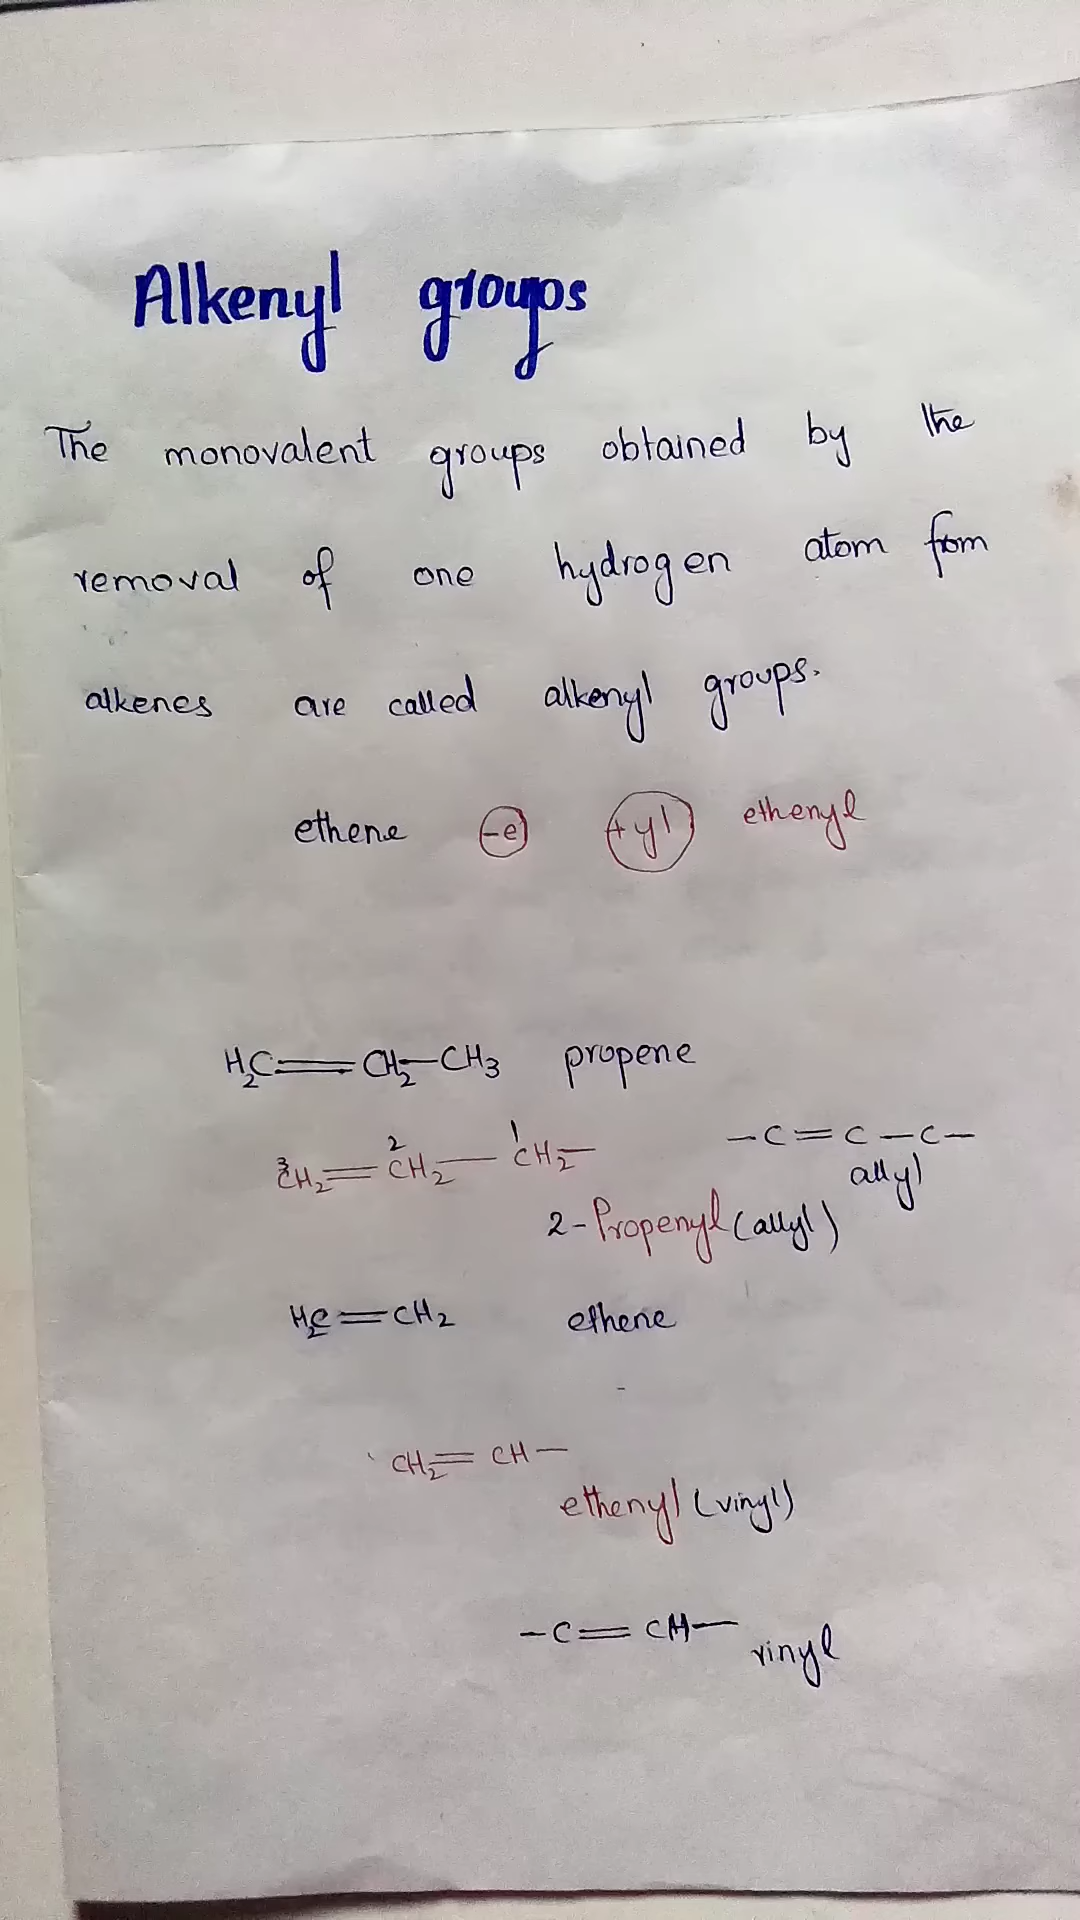 Alkenyl groups
The monovalent groups obtained by the
removal of one hydrogen atom from
alkenes are called alkenyl groups.
ethene -e +yl ethenyl
H₂C=CH₂-CH₃ propene
³CH₂=²CH₂-¹CH₂- -C=C-C-
allyl
2-Propenyl (allyl)
H₂C=CH₂ ethene
CH₂=CH-
ethenyl (vinyl)
-C=CH- vinyl